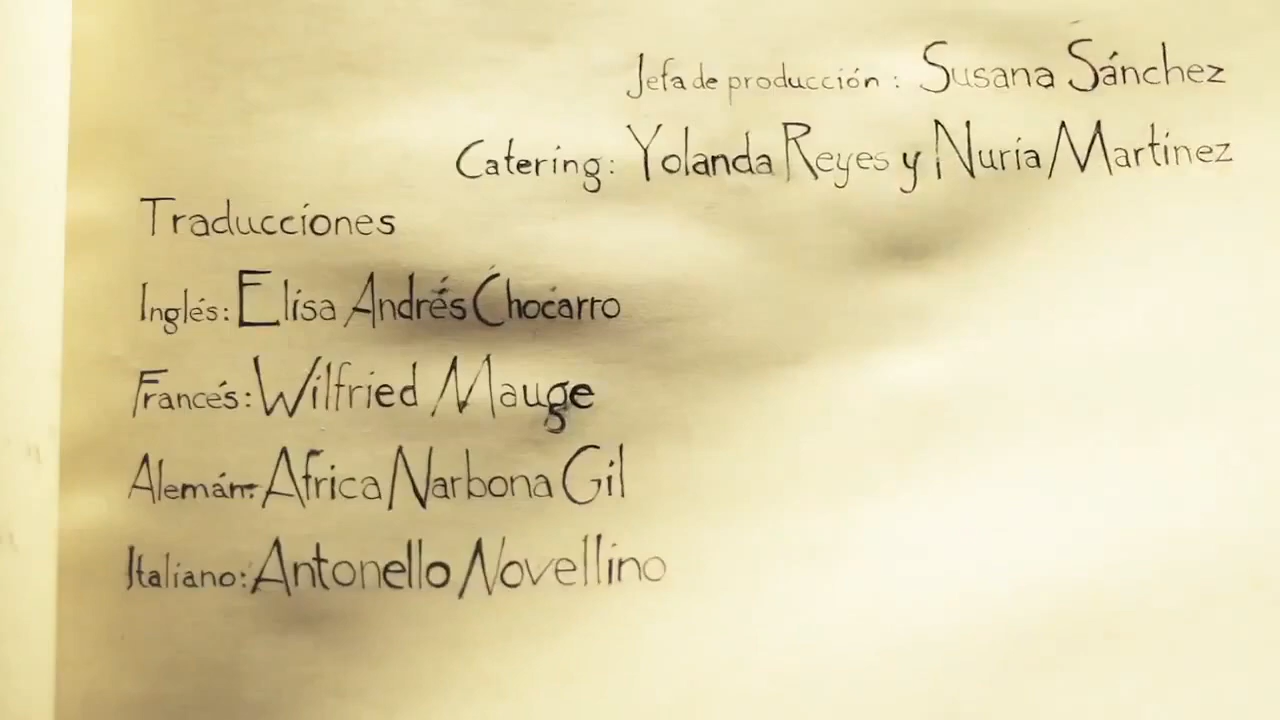 Jefa de producción : Susana Sánchez
Catering: Yolanda Reyes y Nuria Martínez
Traducciones
Inglés: Elisa Andrés Chocarro
Francés: Wilfried Mauge
Alemán: Africa Narbona Gil
Italiano: Antonello Novellino